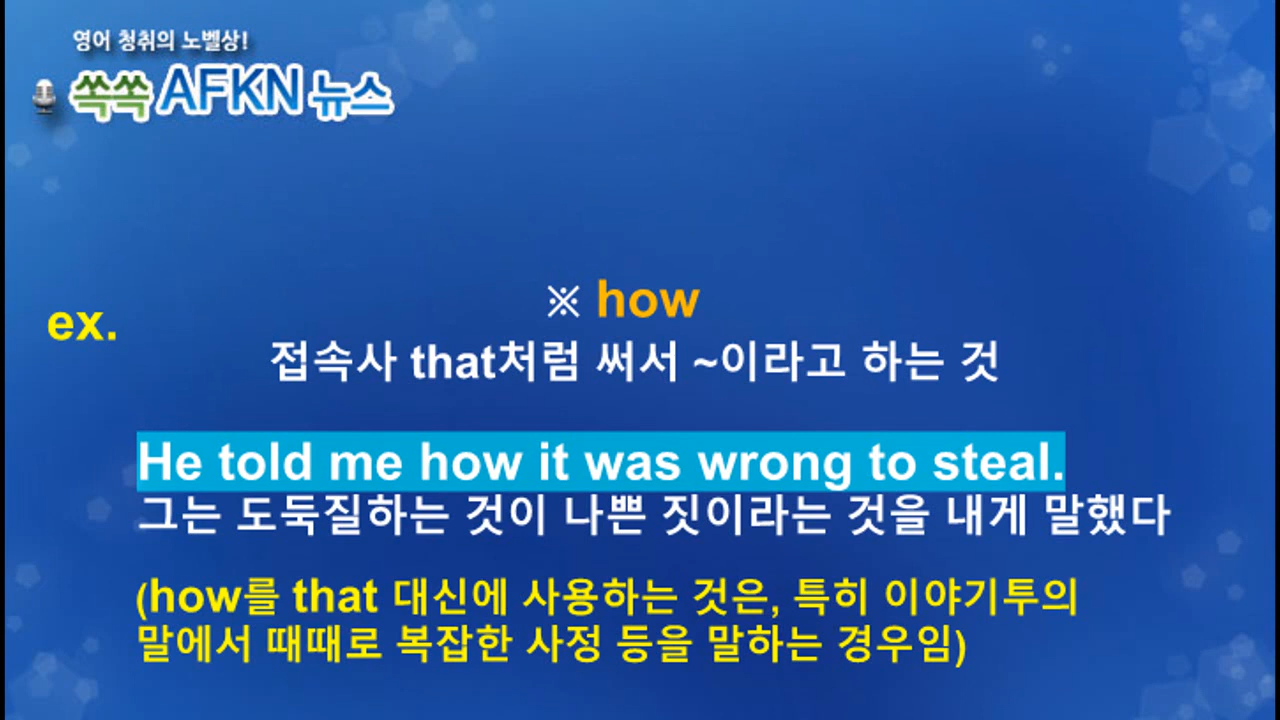 영어 청취의 노벨상!
쏙쏙 AFKN 뉴스
ex.
※ how
접속사 that처럼 써서 ~이라고 하는 것
He told me how it was wrong to steal.
그는 도둑질하는 것이 나쁜 짓이라는 것을 내게 말했다
(how를 that 대신에 사용하는 것은, 특히 이야기투의
말에서 때때로 복잡한 사정 등을 말하는 경우임)